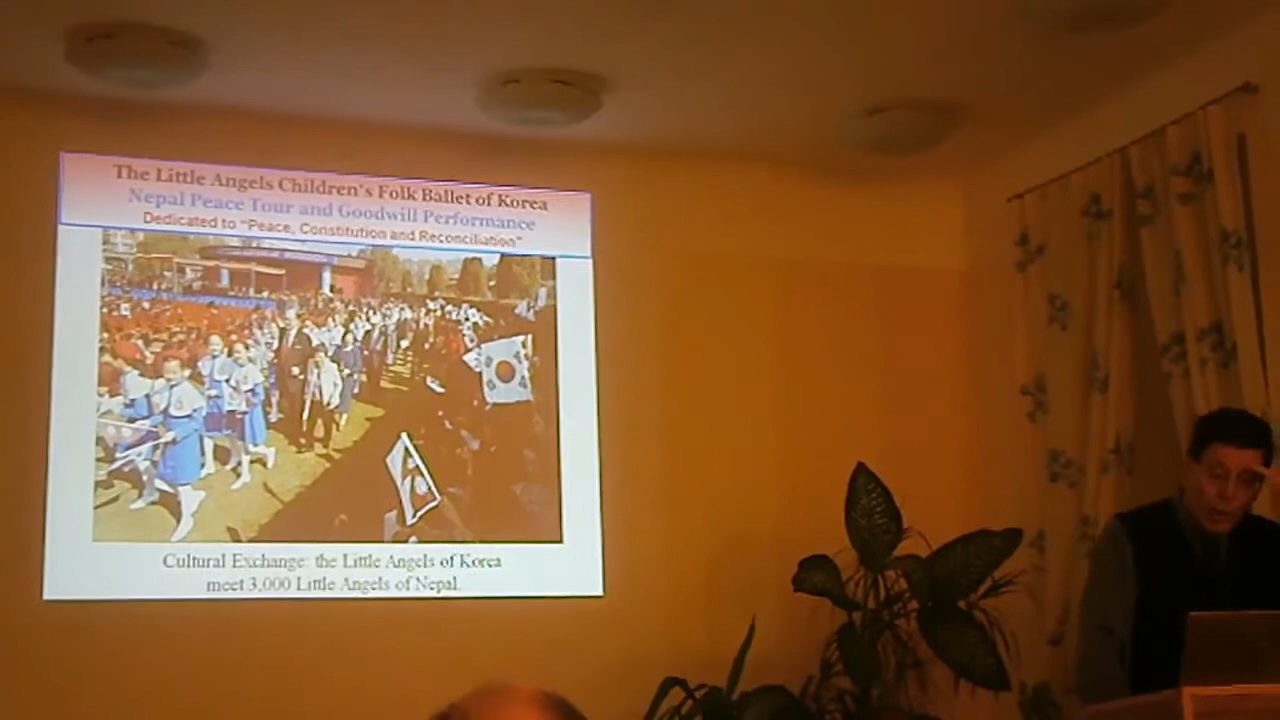 The Little Angels Children's Folk Ballet of Korea
Nepal Peace Tour and Goodwill Performance
Dedicated to "Peace, Constitution and Reconciliation"
Cultural Exchange: the Little Angels of Korea
meet 3,000 Little Angels of Nepal.